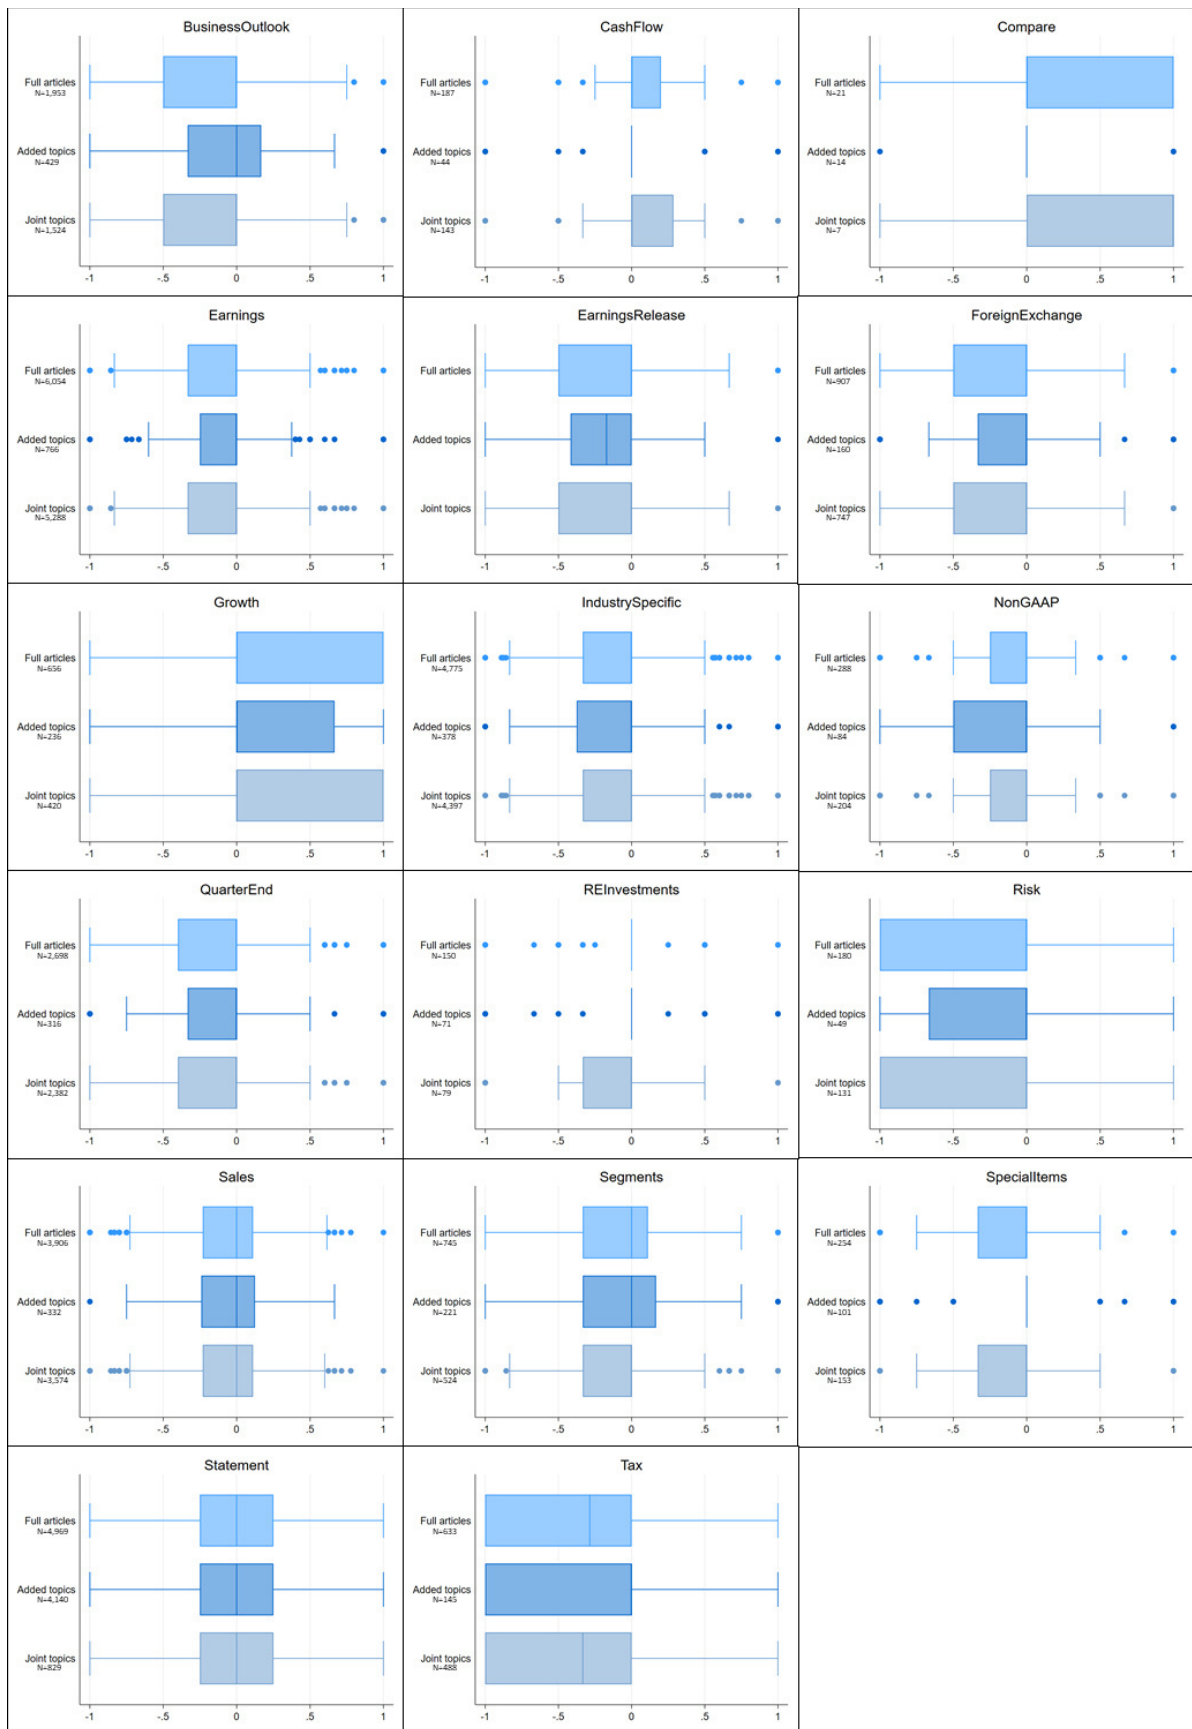 BusinessOutlook
Full articles
N=1,953
Added topics
N=429
Joint topics
N=1,524
-1 -.5 0 .5 1
CashFlow
Full articles
N=187
Added topics
N=44
Joint topics
N=143
-1 -.5 0 .5 1
Compare
Full articles
N=21
Added topics
N=14
Joint topics
N=7
-1 -.5 0 .5 1
Earnings
Full articles
N=6,054
Added topics
N=766
Joint topics
N=5,288
-1 -.5 0 .5 1
EarningsRelease
Full articles
Added topics
Joint topics
-1 -.5 0 .5 1
ForeignExchange
Full articles
N=907
Added topics
N=160
Joint topics
N=747
-1 -.5 0 .5 1
Growth
Full articles
N=656
Added topics
N=236
Joint topics
N=420
-1 -.5 0 .5 1
IndustrySpecific
Full articles
N=4,775
Added topics
N=378
Joint topics
N=4,397
-1 -.5 0 .5 1
NonGAAP
Full articles
N=288
Added topics
N=84
Joint topics
N=204
-1 -.5 0 .5 1
QuarterEnd
Full articles
N=2,698
Added topics
N=316
Joint topics
N=2,382
-1 -.5 0 .5 1
REInvestments
Full articles
N=150
Added topics
N=71
Joint topics
N=79
-1 -.5 0 .5 1
Risk
Full articles
N=180
Added topics
N=49
Joint topics
N=131
-1 -.5 0 .5 1
Sales
Full articles
N=3,906
Added topics
N=332
Joint topics
N=3,574
-1 -.5 0 .5 1
Segments
Full articles
N=745
Added topics
N=221
Joint topics
N=524
-1 -.5 0 .5 1
SpecialItems
Full articles
N=254
Added topics
N=101
Joint topics
N=153
-1 -.5 0 .5 1
Statement
Full articles
N=4,969
Added topics
N=4,140
Joint topics
N=829
-1 -.5 0 .5 1
Tax
Full articles
N=633
Added topics
N=145
Joint topics
N=488
-1 -.5 0 .5 1